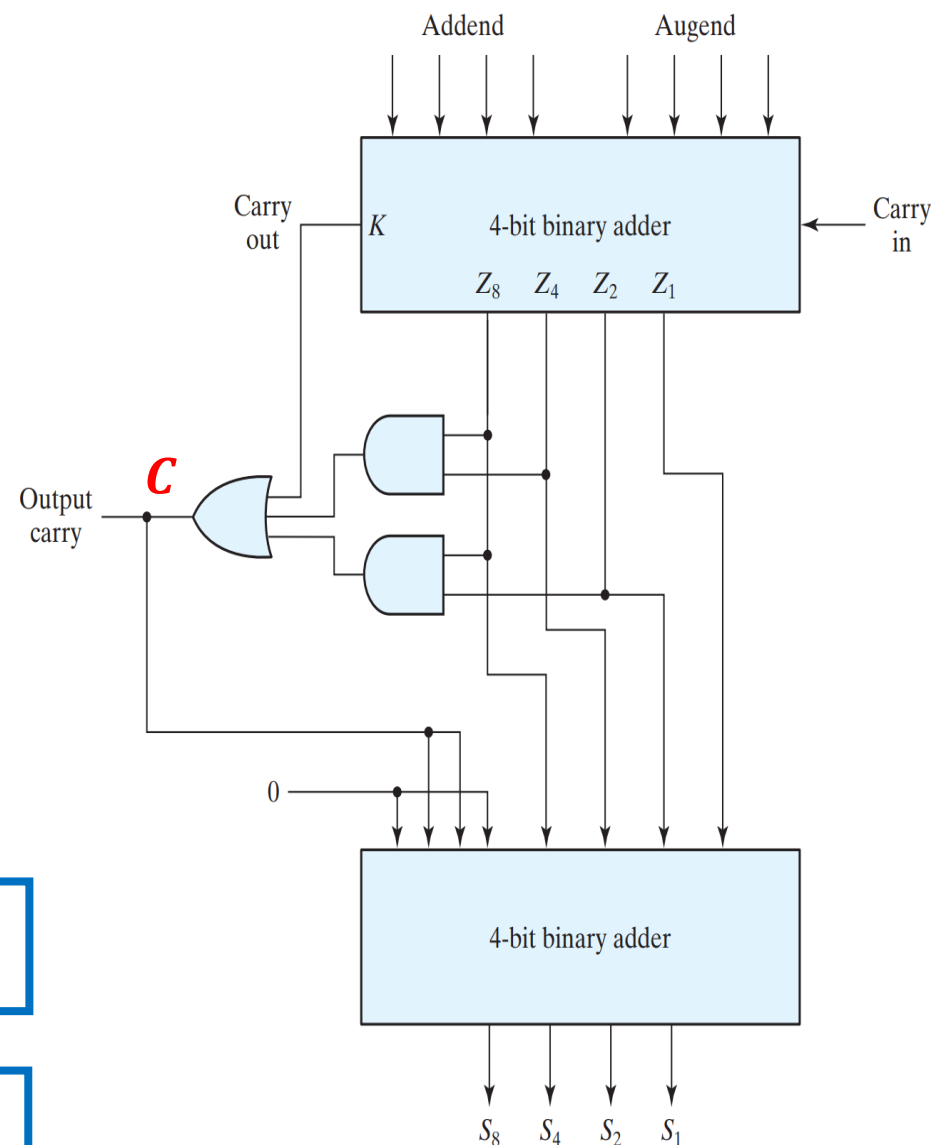 Addend Augend
Carry
out
K
4-bit binary adder
Carry
in
Z8 Z4 Z2 Z1
C
Output
carry
0
4-bit binary adder
S8 S4 S2 S1